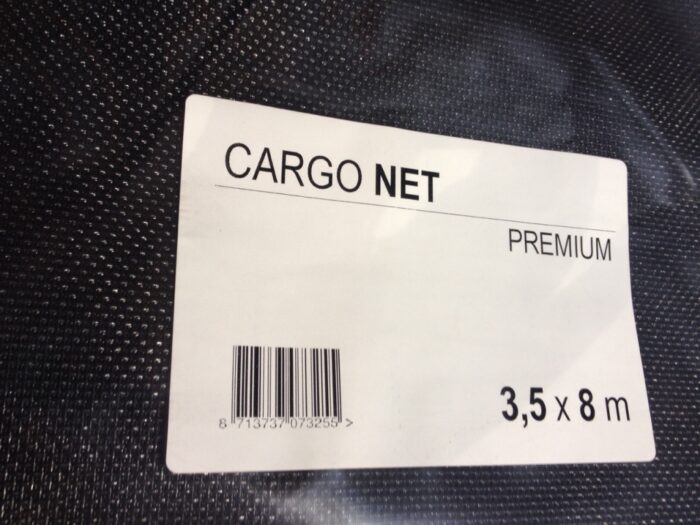 CARGO NET
PREMIUM
3,5 x 8 m
8 713737 073255 >